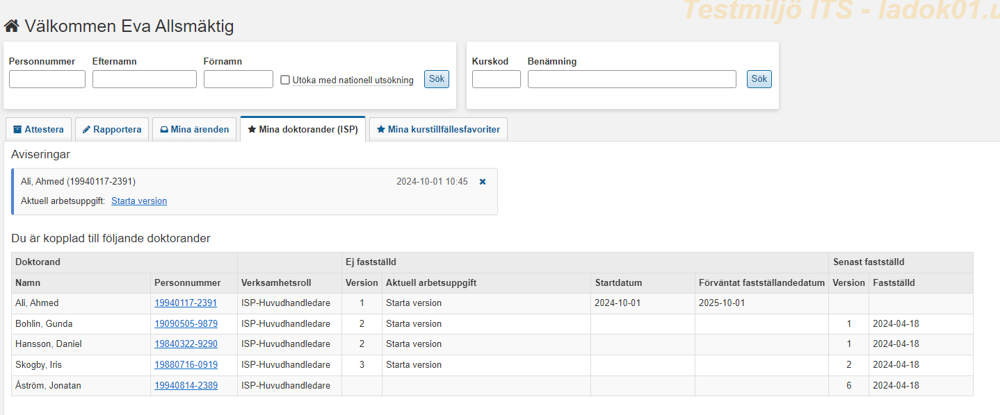 Testmiljö ITS - ladok01.u
Välkommen Eva Allsmäktig
Personnummer Efternamn Förnamn
Utöka med nationell utsökning Sök
Kurskod Benämning
Sök
Attestera Rapportera Mina ärenden Mina doktorander (ISP) Mina kurstillfällesfavoriter
Aviseringar
Ali, Ahmed (19940117-2391) 2024-10-01 10:45
Aktuell arbetsuppgift: Starta version
Du är kopplad till följande doktorander
Doktorand Ej fastställd Senast fastställd
Namn Personnummer Verksamhetsroll Version Aktuell arbetsuppgift Startdatum Förväntat fastställandedatum Version Fastställd
Ali, Ahmed 19940117-2391 ISP-Huvudhandledare 1 Starta version 2024-10-01 2025-10-01
Bohlin, Gunda 19090505-9879 ISP-Huvudhandledare 2 Starta version 1 2024-04-18
Hansson, Daniel 19840322-9290 ISP-Huvudhandledare 2 Starta version 1 2024-04-18
Skogby, Iris 19880716-0919 ISP-Huvudhandledare 3 Starta version 2 2024-04-18
Åström, Jonatan 19940814-2389 ISP-Huvudhandledare 6 2024-04-18